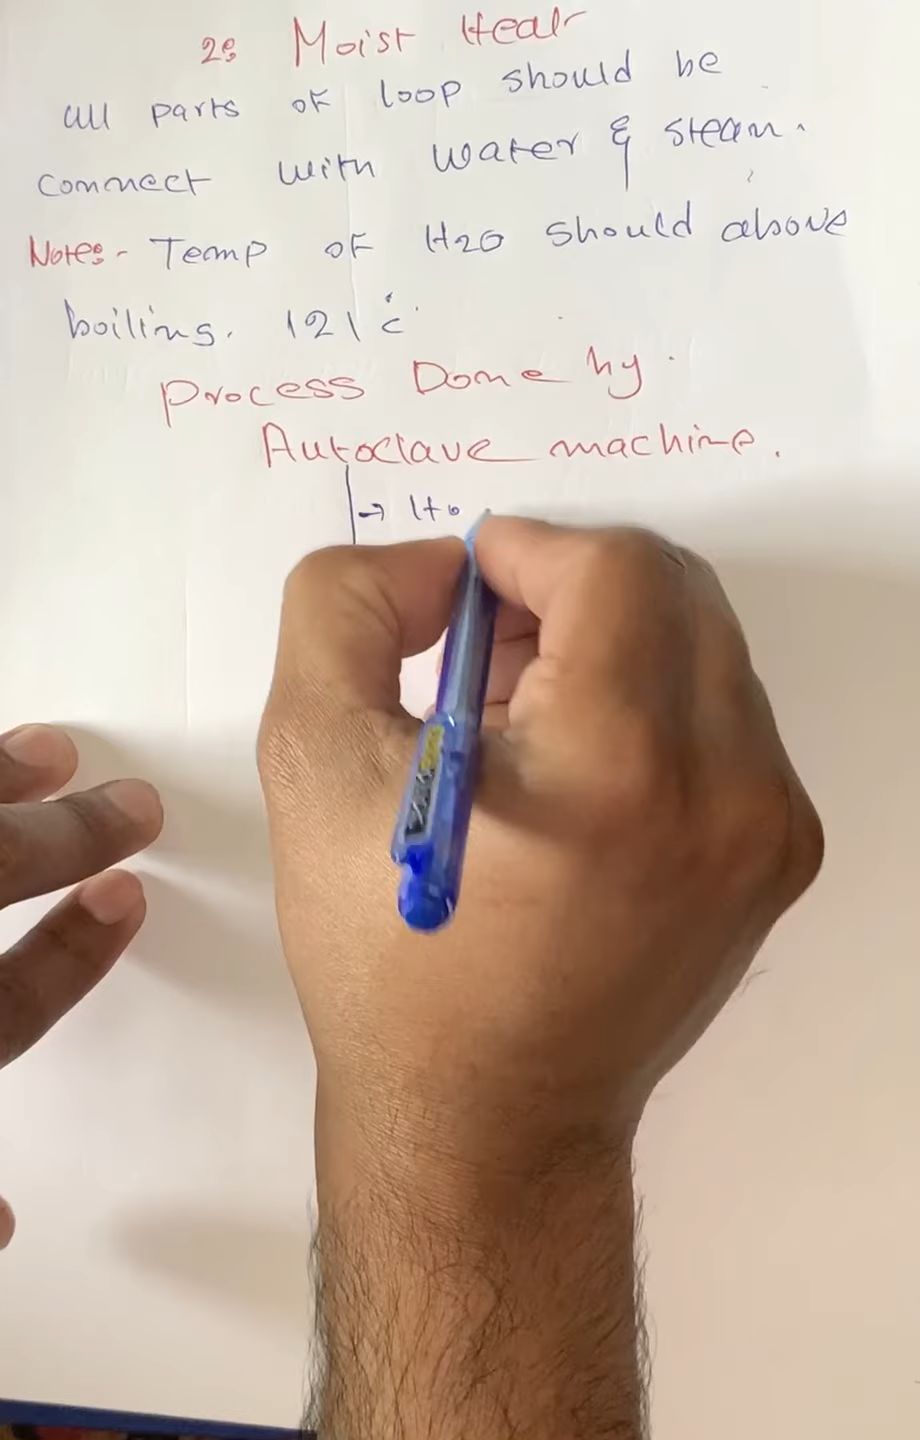 2: Moist Heat
all parts of loop should be
connect with water & steam.
Notes:- Temp of H2O should above
boiling. 121°c
Process Done by
Autoclave machine.
→ Ho